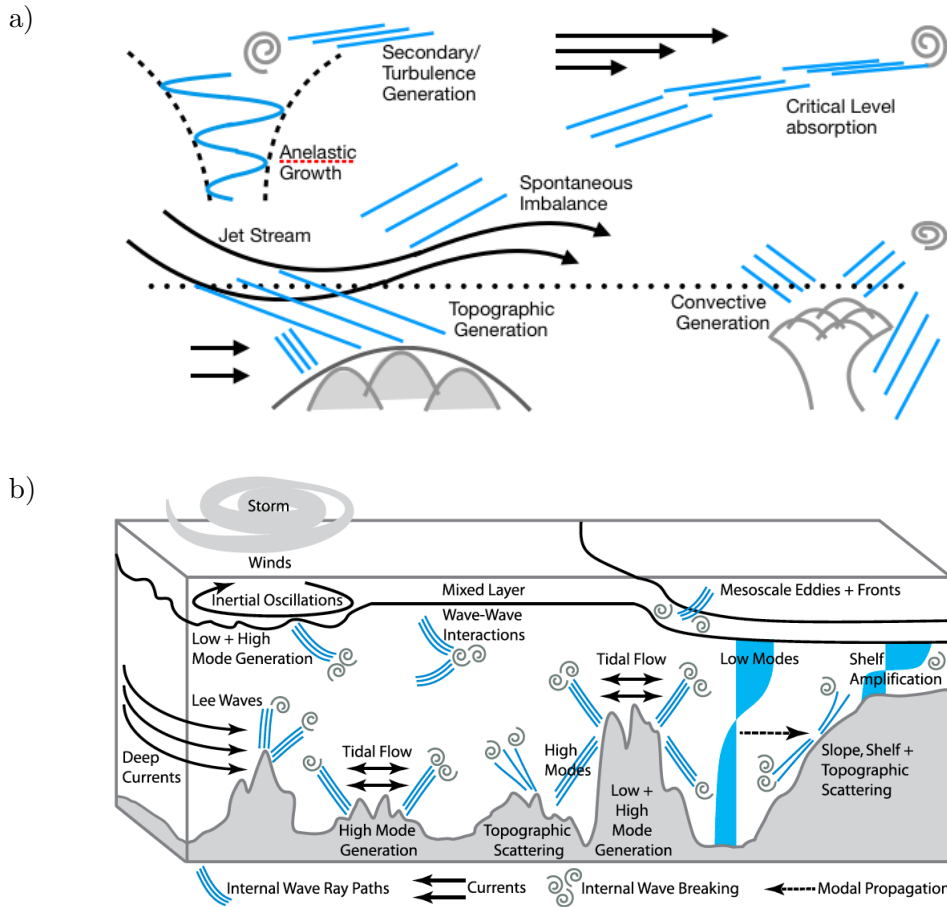 a)
Secondary/
Turbulence
Generation
Critical Level
absorption
Anelastic
Growth
Spontaneous
Imbalance
Jet Stream
Topographic
Generation
Convective
Generation
b)
Storm
Winds
Inertial Oscillations
Mixed Layer
Mesoscale Eddies + Fronts
Low + High
Mode Generation
Wave-Wave
Interactions
Tidal Flow
Low Modes
Shelf
Amplification
Lee Waves
Deep
Currents
Tidal Flow
High
Modes
Slope, Shelf +
Topographic
Scattering
High Mode
Generation
Topographic
Scattering
Low +
High
Mode
Generation
Internal Wave Ray Paths
Currents
Internal Wave Breaking
Modal Propagation